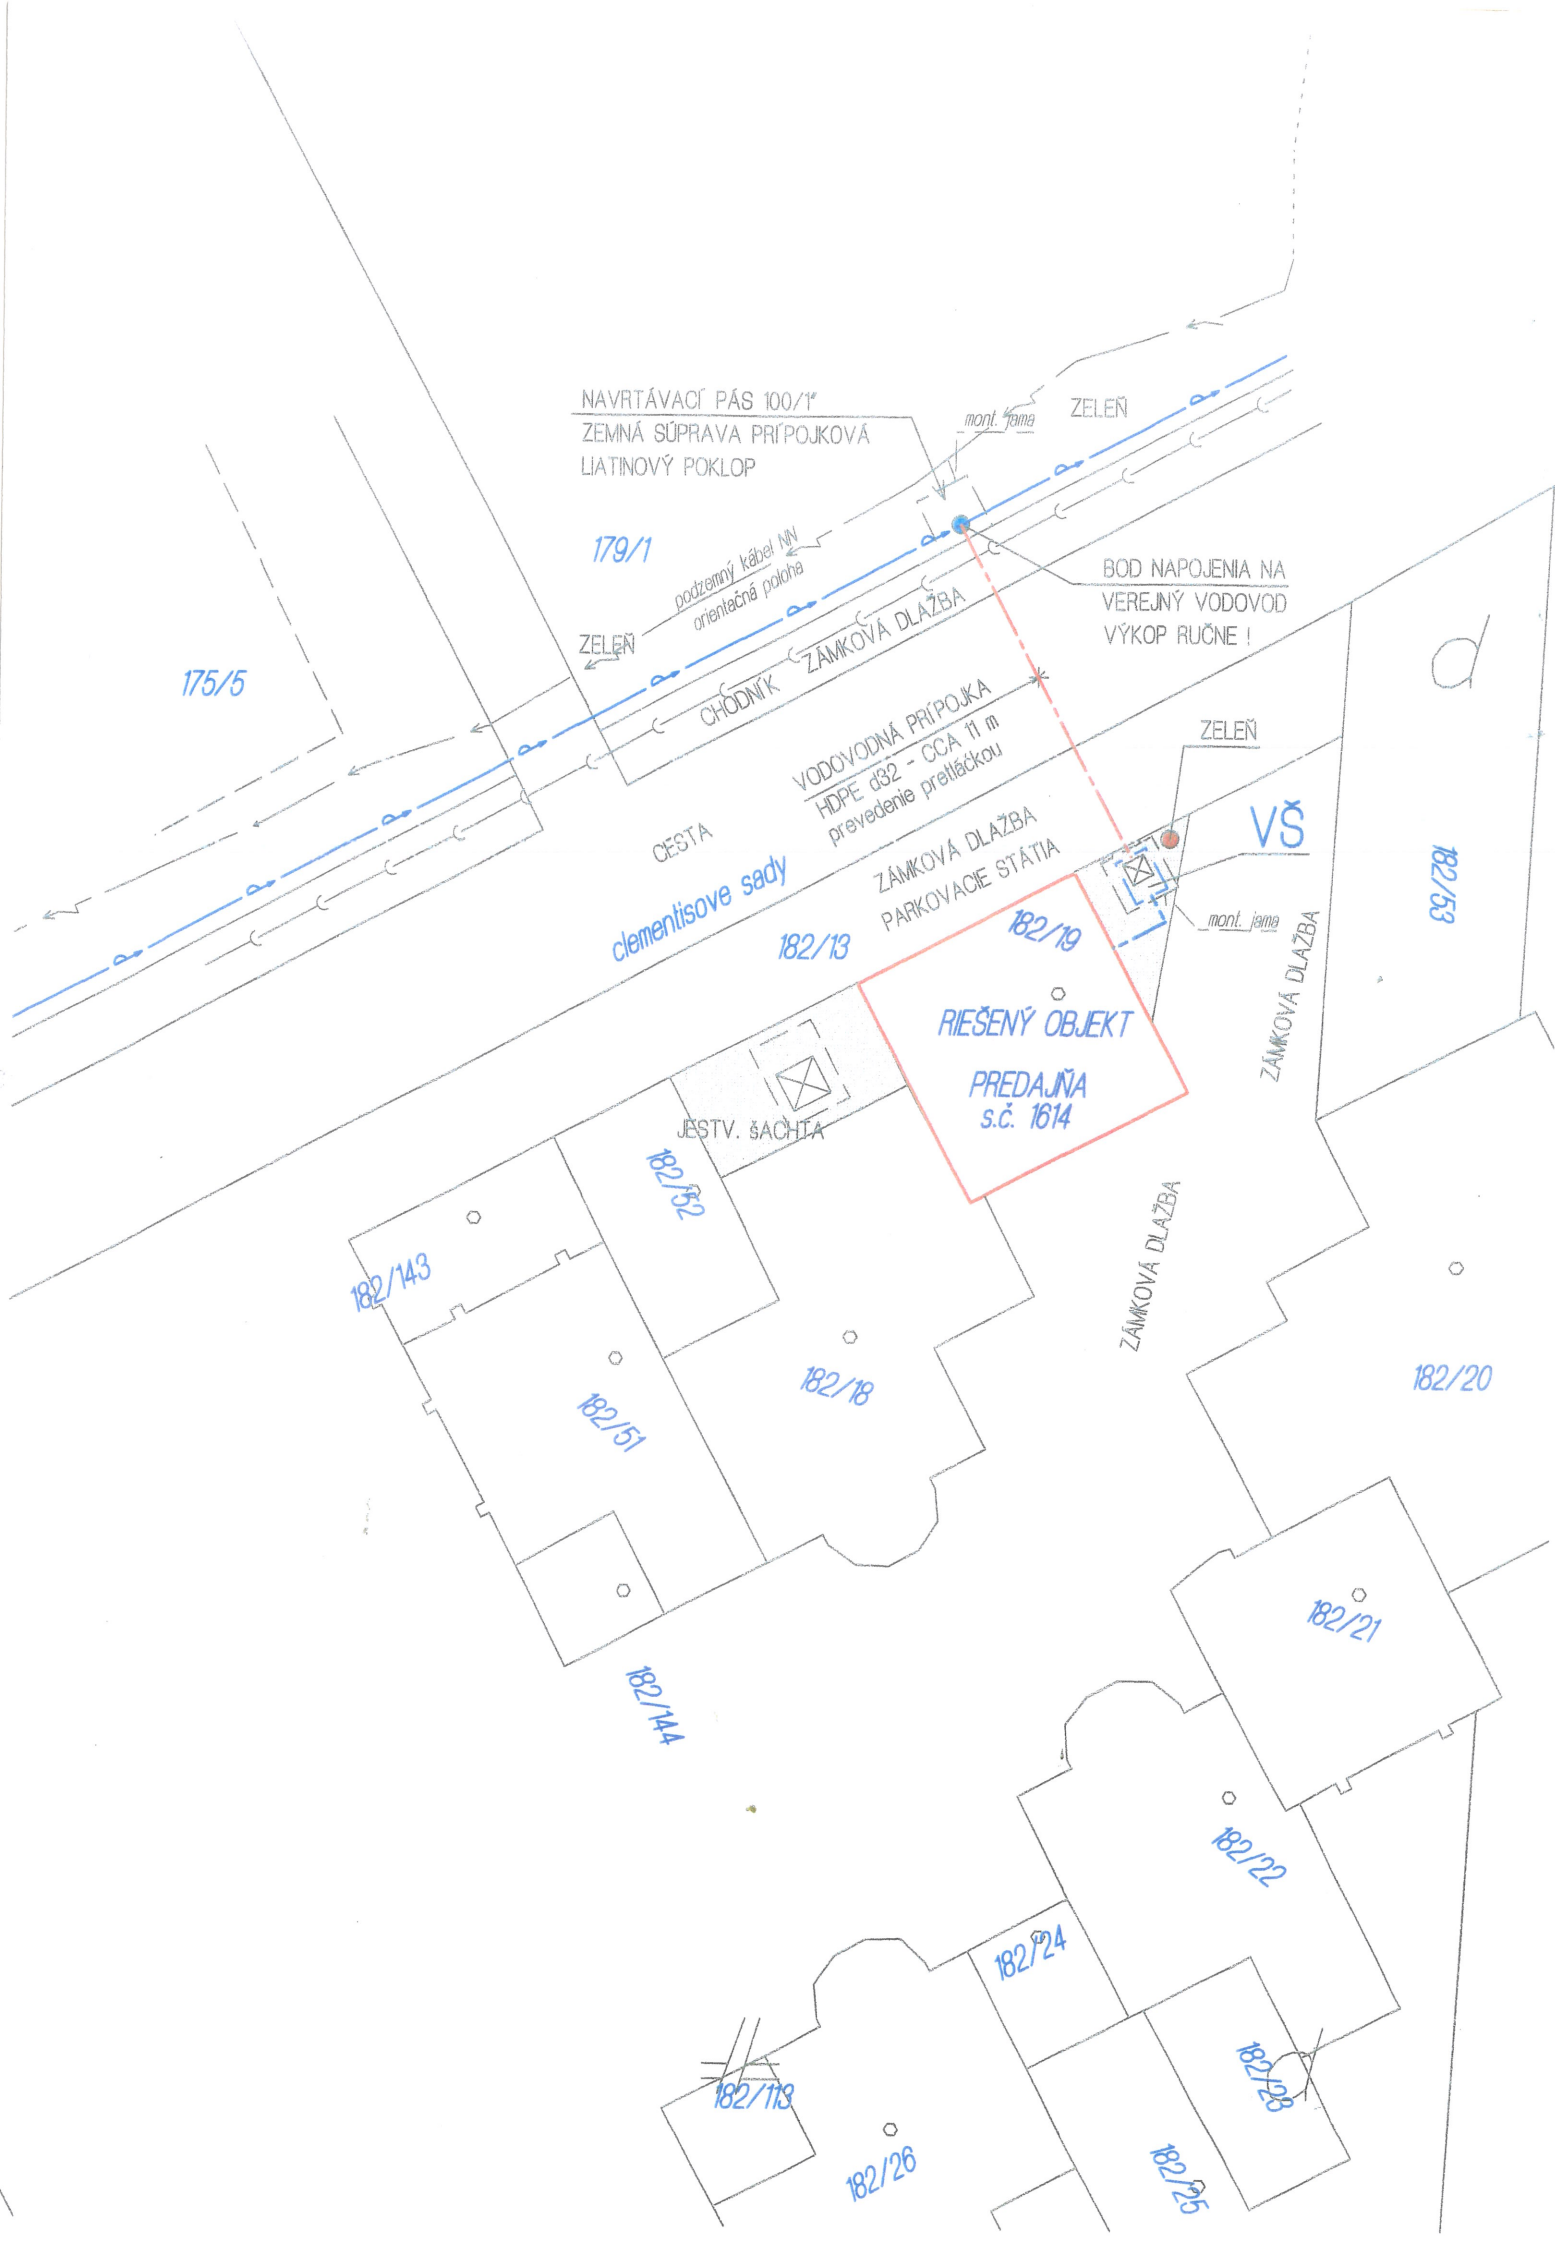 NAVRTÁVACÍ PÁS 100/1"
ZEMNÁ SÚPRAVA PRÍPOJKOVÁ
LIATINOVÝ POKLOP
mont. jama
ZELEŇ
179/1
podzemný kábel NN
orientačná poloha
ZELEŇ
BOD NAPOJENIA NA
VEREJNÝ VODOVOD
VÝKOP RUČNE !
175/5
CHODNÍK ZÁMKOVÁ DLAŽBA
VODOVODNÁ PRÍPOJKA
HDPE d32 - CCA 11 m
prevedenie pretláčkou
ZELEŇ
CESTA
ZÁMKOVÁ DLAŽBA
PARKOVACIE STÁTIA
VŠ
clementisove sady
182/13
182/19
mont. jama
ZÁMKOVÁ DLAŽBA
182/53
RIEŠENÝ OBJEKT
PREDAJŇA
s.č. 1614
JESTV. šACHTA
182/52
182/143
ZÁMKOVÁ DLAŽBA
182/18
182/51
182/20
182/21
182/144
182/22
182/24
182/113
182/23
182/26
182/25